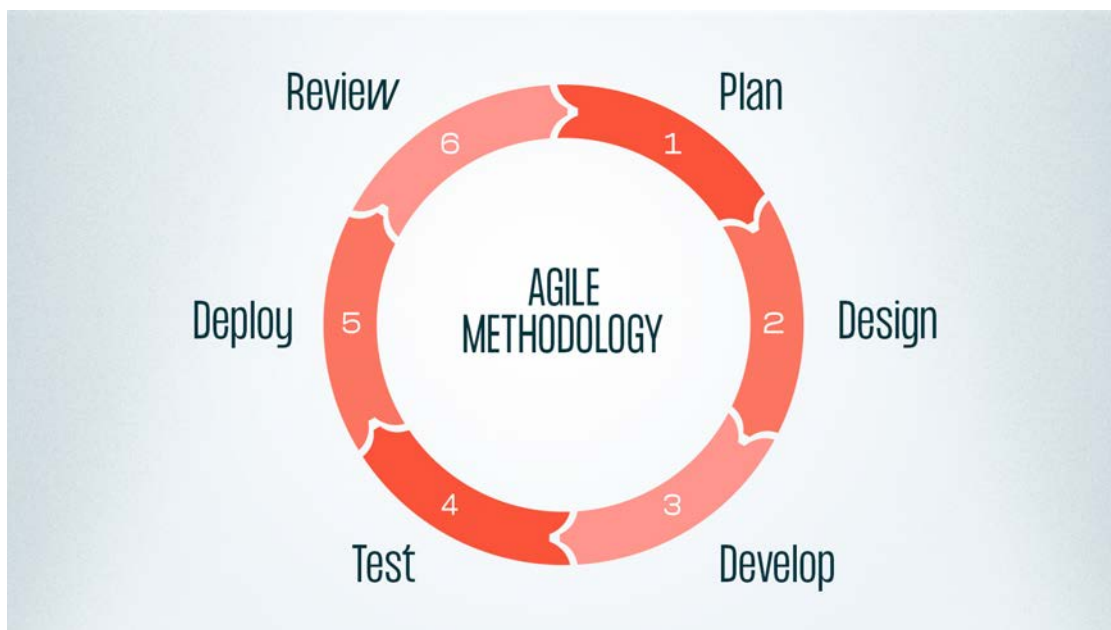 Plan
1
Design
2
Develop
3
Test
4
Deploy
5
Review
6
AGILE
METHODOLOGY